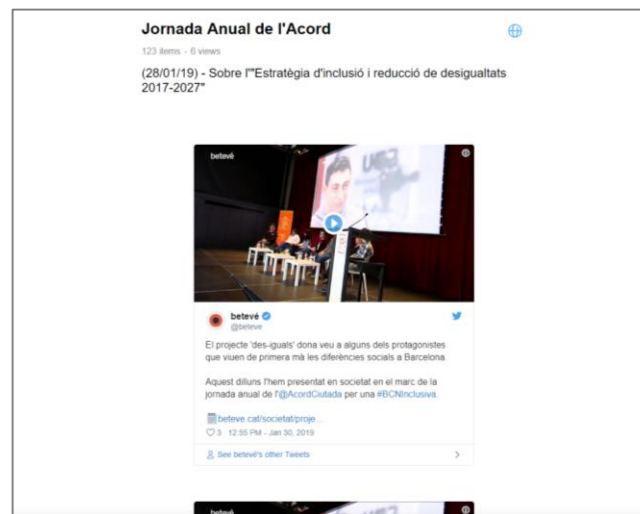 Jornada Anual de l'Acord
123 items - 6 views
(28/01/19) - Sobre l'"Estratègia d'inclusió i reducció de desigualtats
2017-2027"
betevé
betevé
@beteve
El projecte 'des-iguals' dona veu a alguns dels protagonistes
que viuen de primera mà les diferències socials a Barcelona
Aquest dilluns l'hem presentat en societat en el marc de la
jornada anual de l'@AcordCiutada per una #BCNInclusiva.
beteve.cat/societat/proje...
3 12:55 PM - Jan 30, 2019
See betevé's other Tweets
betevé